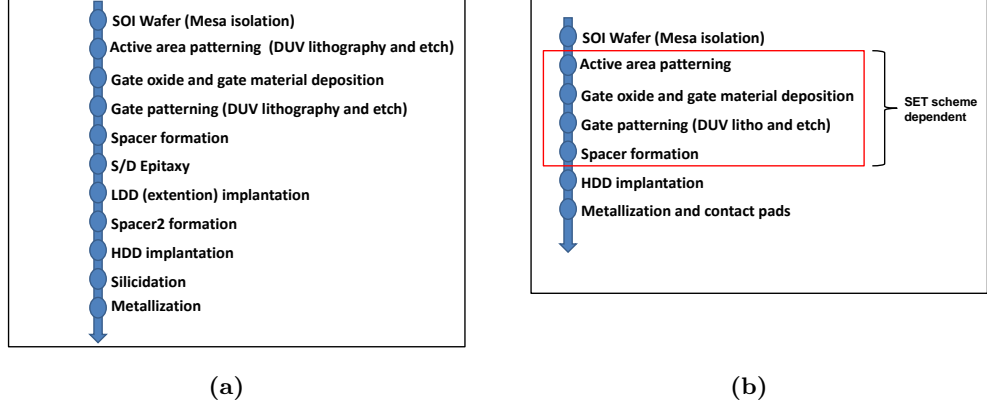 SOI Wafer (Mesa isolation)
Active area patterning (DUV lithography and etch)
Gate oxide and gate material deposition
Gate patterning (DUV lithography and etch)
Spacer formation
S/D Epitaxy
LDD (extention) implantation
Spacer2 formation
HDD implantation
Silicidation
Metallization
(a)
SOI Wafer (Mesa isolation)
Active area patterning
Gate oxide and gate material deposition
Gate patterning (DUV litho and etch)
Spacer formation
HDD implantation
Metallization and contact pads
SET scheme
dependent
(b)